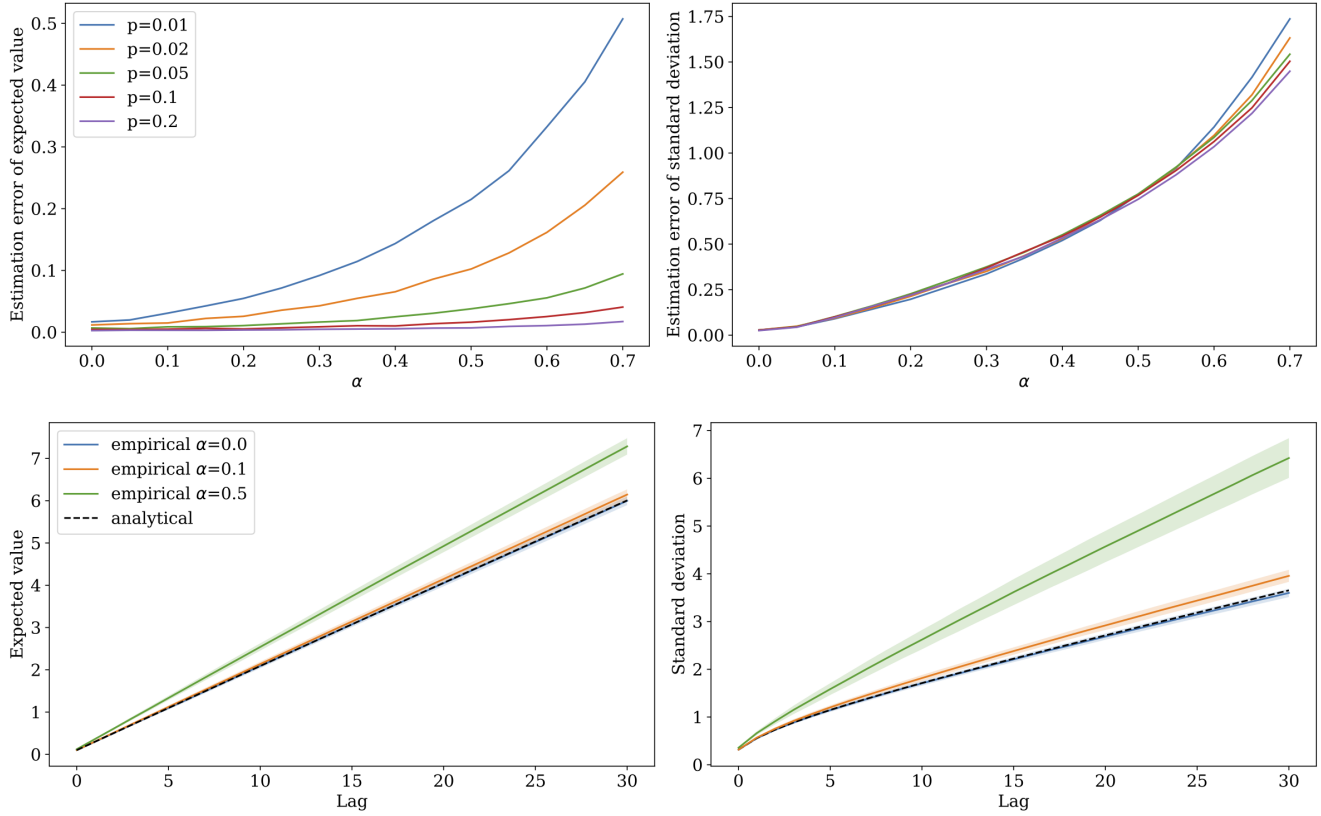 Estimation error of expected value
0.5
0.4
0.3
0.2
0.1
0.0
p=0.01
p=0.02
p=0.05
p=0.1
p=0.2
0.0 0.1 0.2 0.3 0.4 0.5 0.6 0.7
α
Estimation error of standard deviation
1.75
1.50
1.25
1.00
0.75
0.50
0.25
0.00
0.0 0.1 0.2 0.3 0.4 0.5 0.6 0.7
α
Expected value
7
6
5
4
3
2
1
0
empirical α=0.0
empirical α=0.1
empirical α=0.5
analytical
0 5 10 15 20 25 30
Lag
Standard deviation
7
6
5
4
3
2
1
0
0 5 10 15 20 25 30
Lag